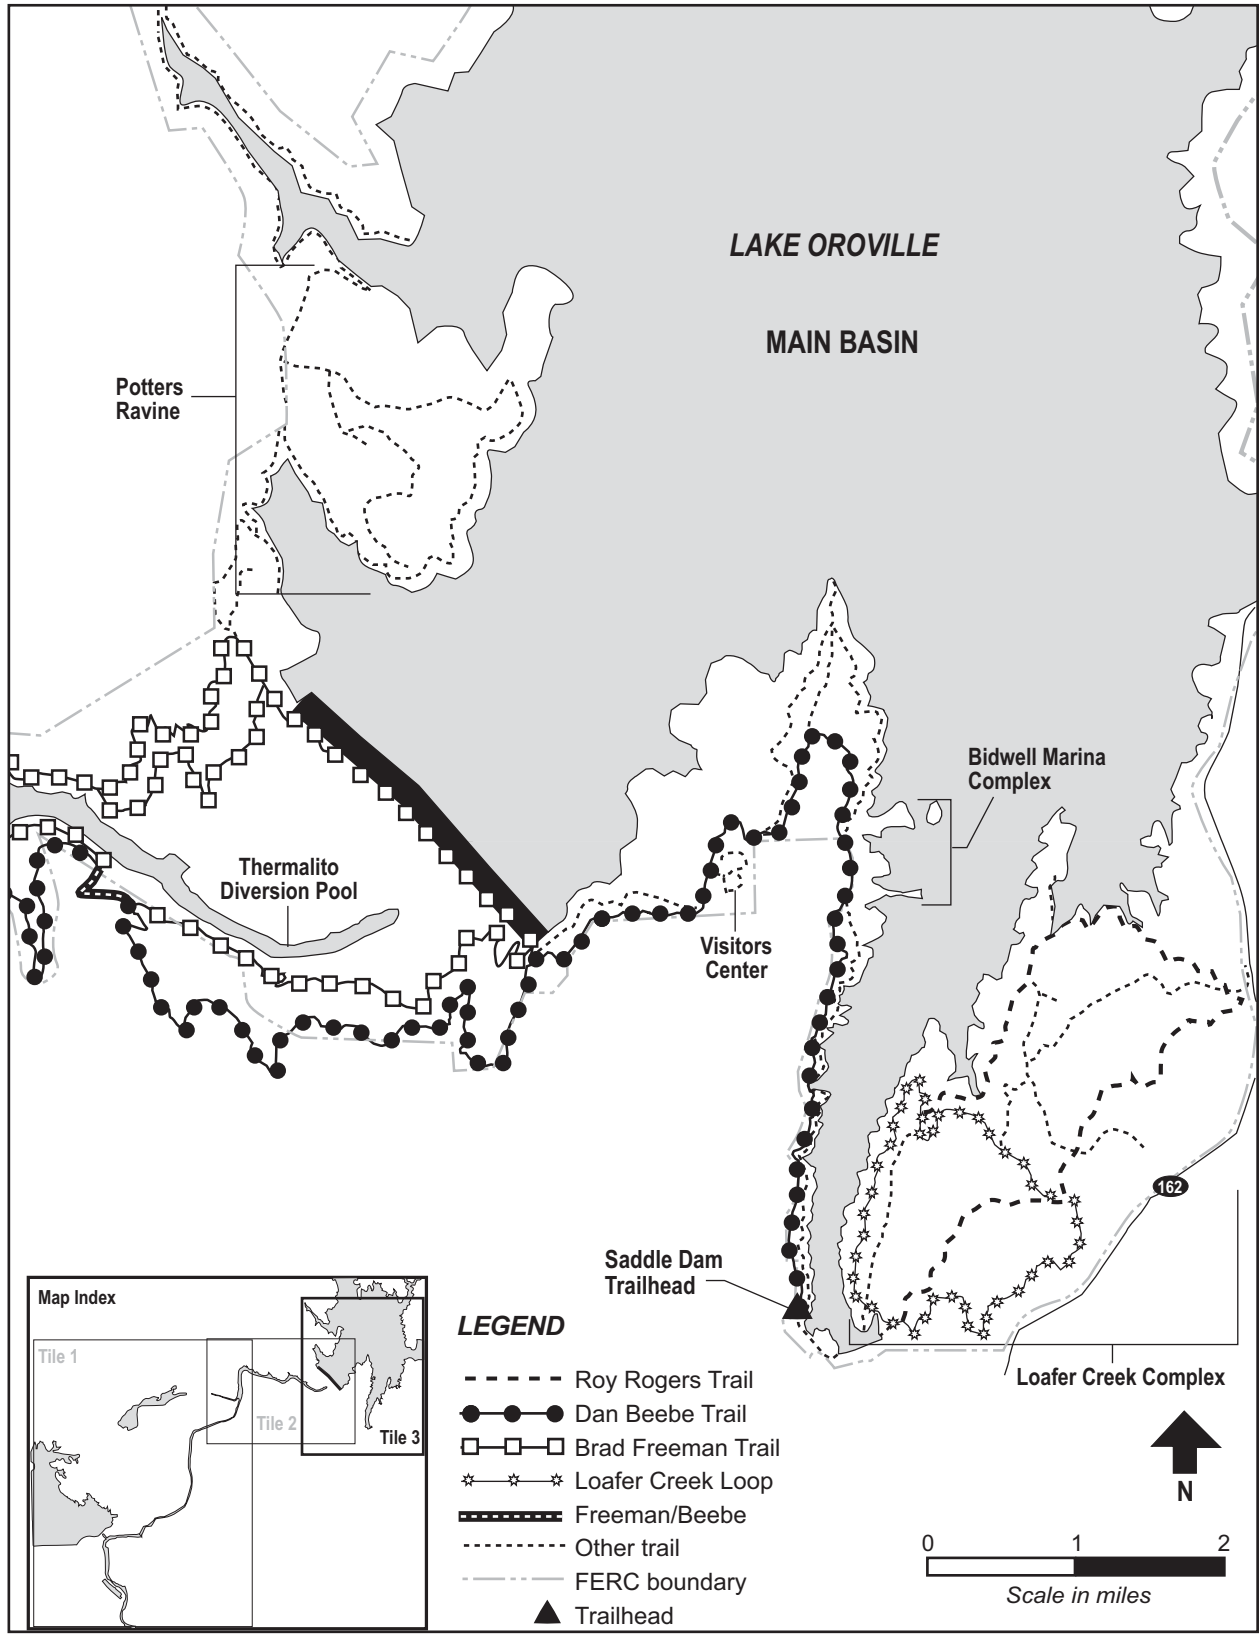 LAKE OROVILLE
MAIN BASIN
Potters
Ravine
Bidwell Marina
Complex
Thermalito
Diversion Pool
Visitors
Center
162
Saddle Dam
Trailhead
Loafer Creek Complex
Map Index
Tile 1
Tile 2
Tile 3
LEGEND
Roy Rogers Trail
Dan Beebe Trail
Brad Freeman Trail
Loafer Creek Loop
Freeman/Beebe
Other trail
FERC boundary
Trailhead
N
0 1 2
Scale in miles